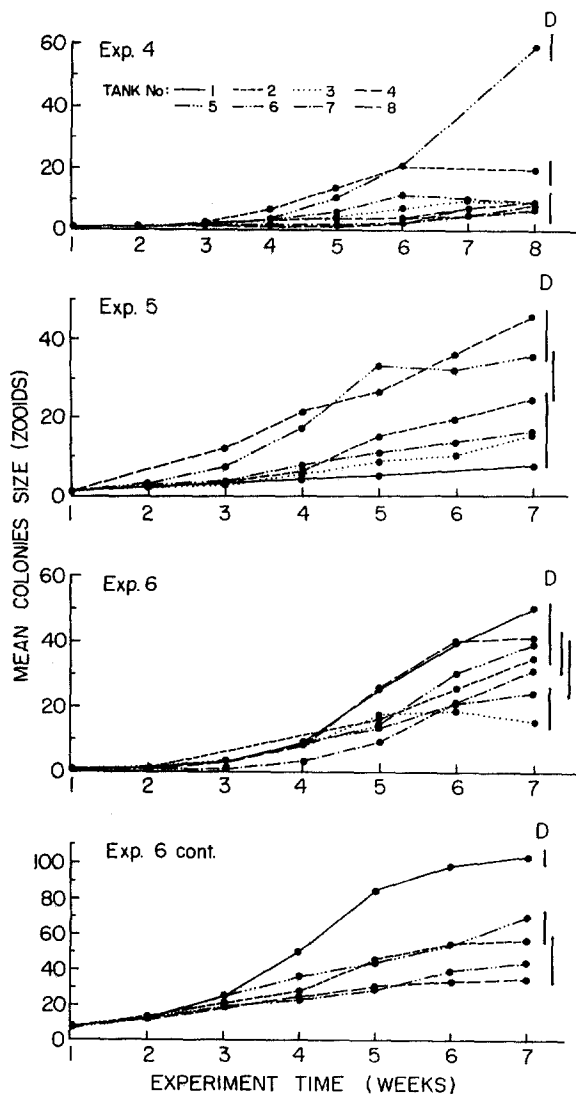 D
Exp. 4
TANK No: 1 2 3 4
5 6 7 8
60
40
20
0
1 2 3 4 5 6 7 8
D
Exp. 5
40
20
0
1 2 3 4 5 6 7
MEAN COLONIES SIZE (ZOOIDS)
D
Exp. 6
60
40
20
0
1 2 3 4 5 6 7
D
Exp. 6 cont.
100
80
60
40
20
0
1 2 3 4 5 6 7
EXPERIMENT TIME (WEEKS)